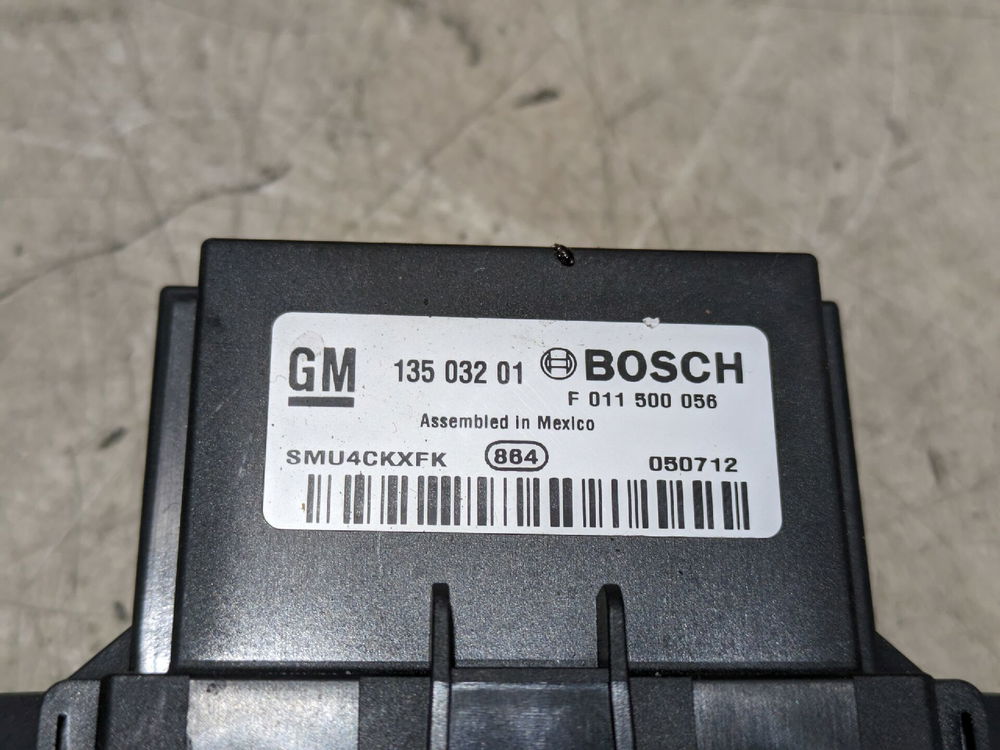 GM 135 032 01 BOSCH
F 011 500 056
Assembled in Mexico
SMU4CKXFK 864 050712